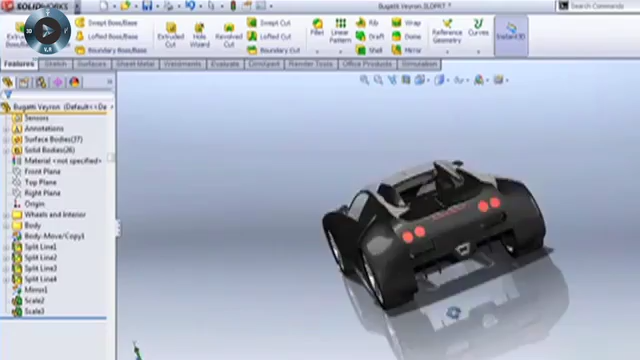 SOLIDWORKS
Bugatti Veyron.SLDPRT *
Search Commands
Swept Boss/Base
Lofted Boss/Base
Boundary Boss/Base
Extruded Cut
Hole Wizard
Revolved Cut
Swept Cut
Lofted Cut
Boundary Cut
Fillet
Linear Pattern
Rib
Draft
Shell
Wrap
Dome
Mirror
Reference Geometry
Curves
Instant3D
Features
Sketch
Surfaces
Sheet Metal
Weldments
Evaluate
DimXpert
Render Tools
Office Products
Simulation
Bugatti Veyron (Default<<De
Sensors
Annotations
Surface Bodies(37)
Solid Bodies(26)
Material <not specified>
Front Plane
Top Plane
Right Plane
Origin
Wheels and Interior
Body
Body-Move/Copy1
Split Line1
Split Line2
Split Line3
Split Line4
Mirror1
Scale2
Scale3